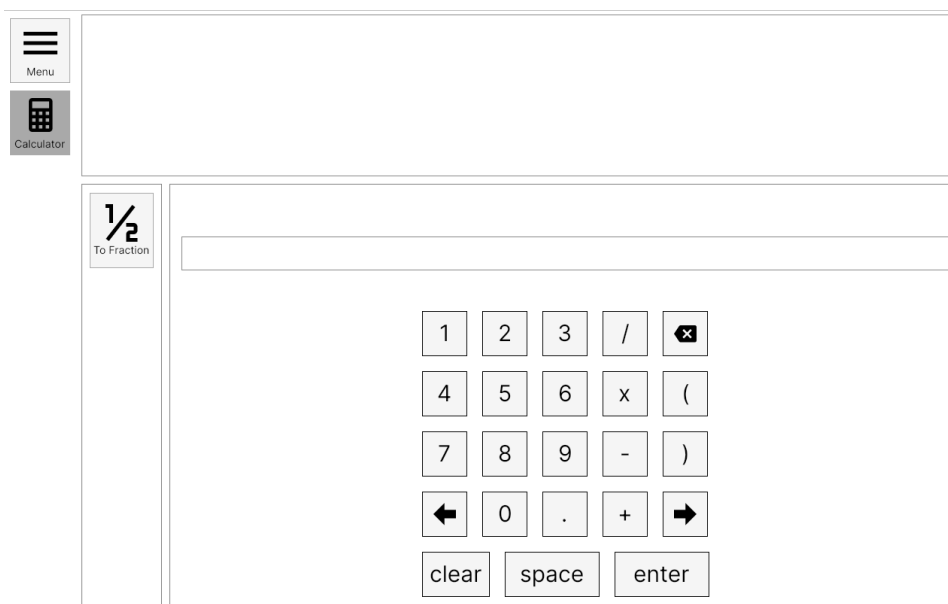 Menu
Calculator
1/2
To Fraction
1 2 3 /
4 5 6 x (
7 8 9 - )
0 . +
clear space enter